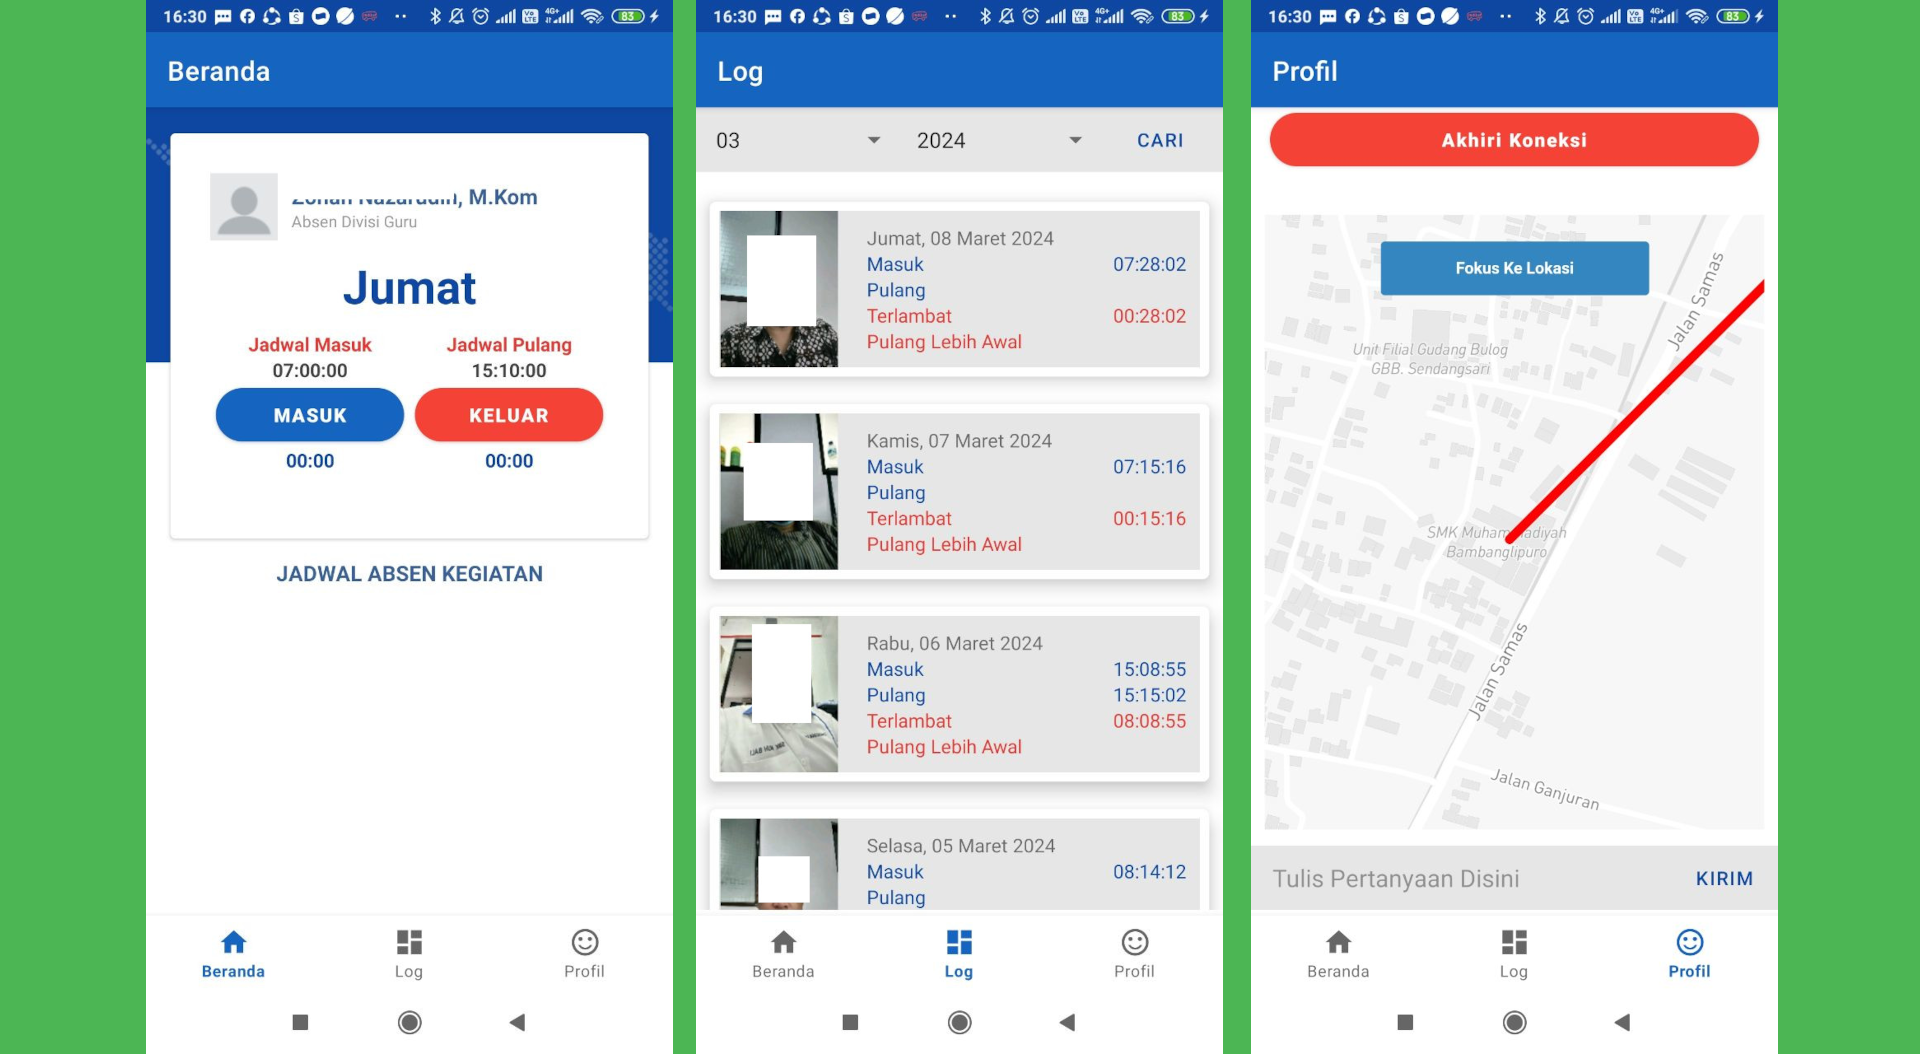 16:30
83
Beranda
M.Kom
Absen Divisi Guru
Jumat
Jadwal Masuk
Jadwal Pulang
07:00:00
15:10:00
MASUK
KELUAR
00:00
00:00
JADWAL ABSEN KEGIATAN
Beranda
Log
Profil
16:30
83
Log
03
2024
CARI
Jumat, 08 Maret 2024
Masuk 07:28:02
Pulang
Terlambat 00:28:02
Pulang Lebih Awal
Kamis, 07 Maret 2024
Masuk 07:15:16
Pulang
Terlambat 00:15:16
Pulang Lebih Awal
Rabu, 06 Maret 2024
Masuk 15:08:55
Pulang 15:15:02
Terlambat 08:08:55
Pulang Lebih Awal
Selasa, 05 Maret 2024
Masuk 08:14:12
Pulang
Beranda
Log
Profil
16:30
83
Profil
Akhiri Koneksi
Fokus Ke Lokasi
Jalan Samas
Unit Filial Gudang Bulog
GBB. Sendangsari
SMK
Bambanglipuro
Jalan Samas
Jalan Ganjuran
Tulis Pertanyaan Disini
KIRIM
Beranda
Log
Profil